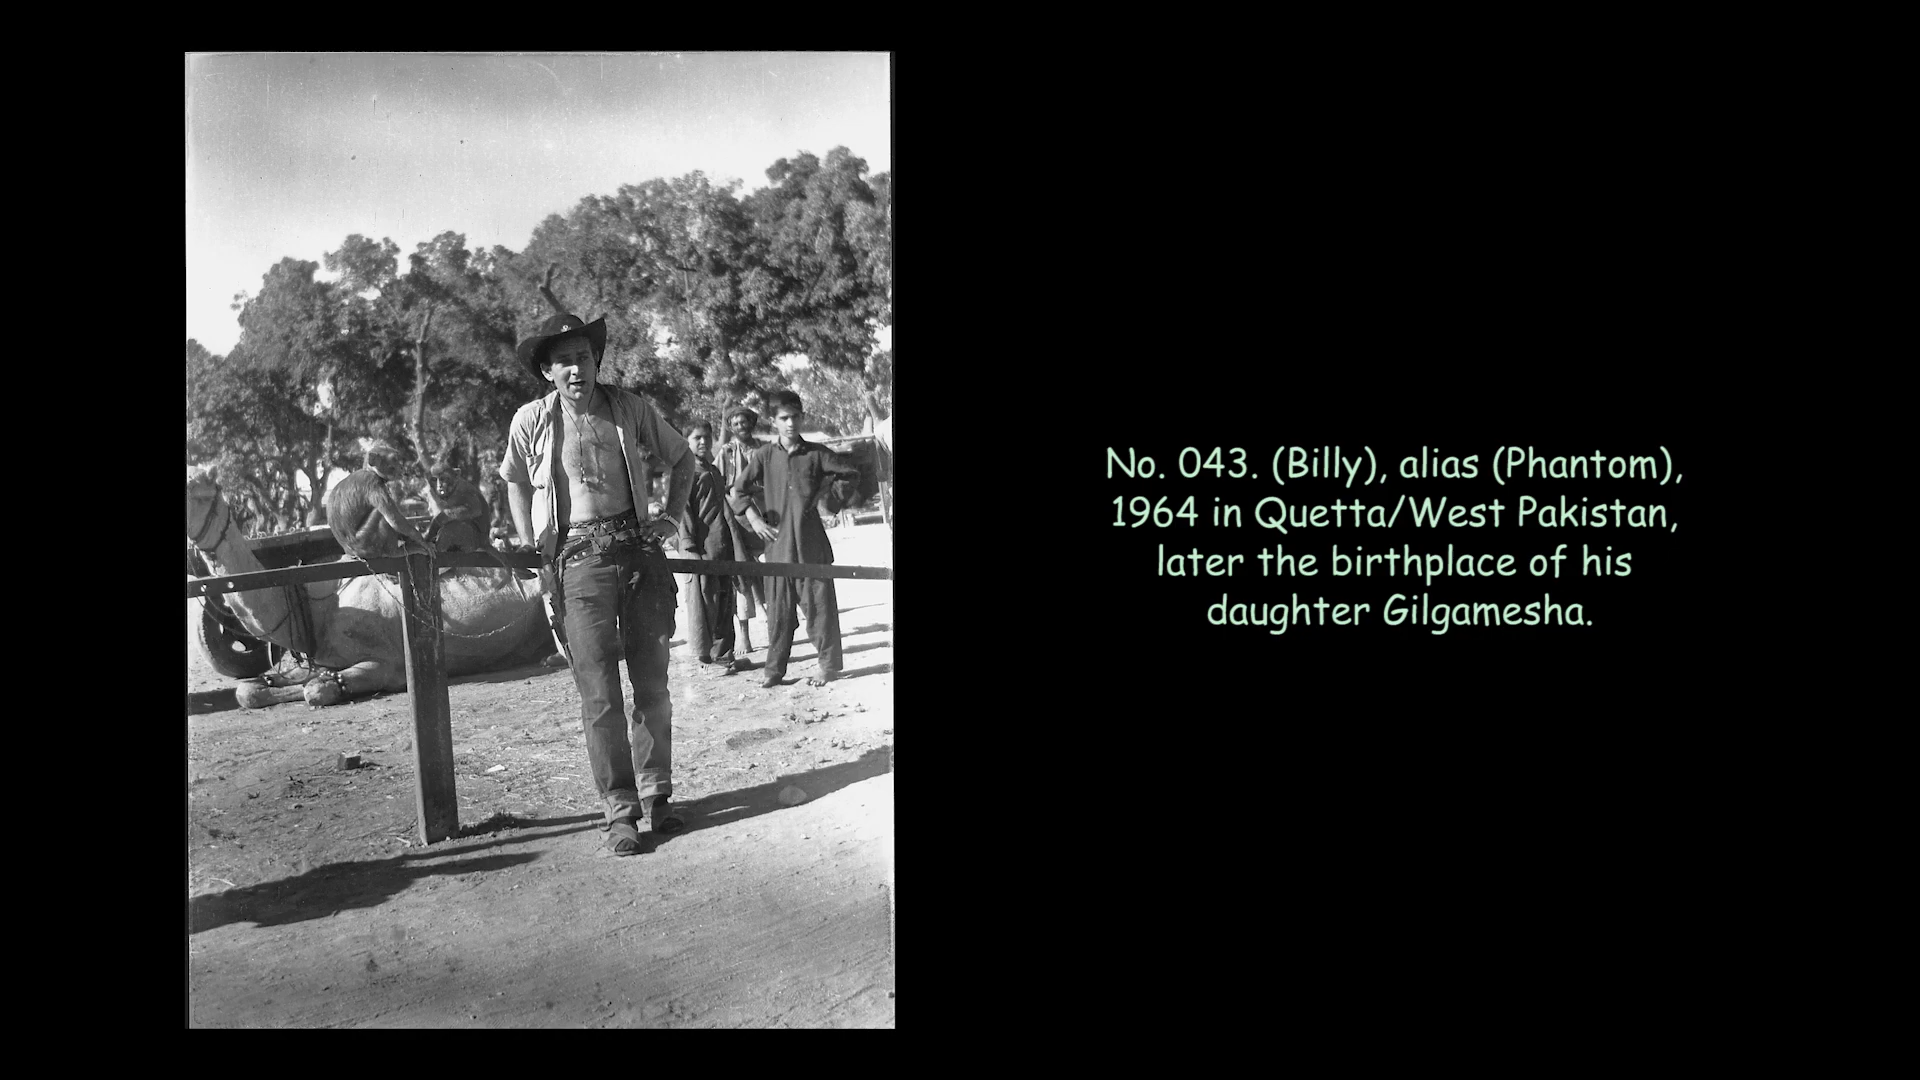 No. 043. (Billy), alias (Phantom),
1964 in Quetta/West Pakistan,
later the birthplace of his
daughter Gilgamesha.